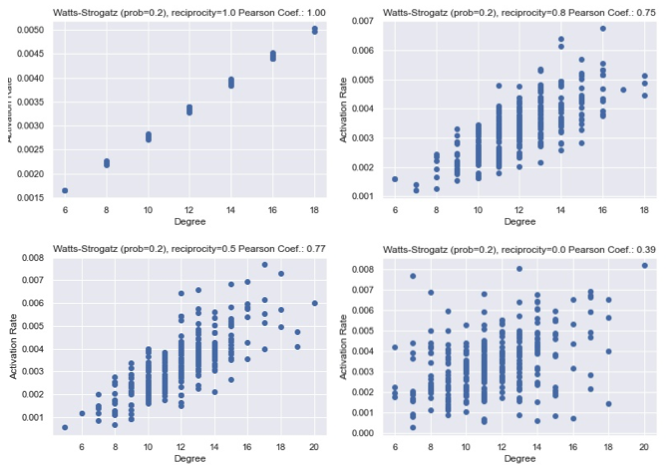 Watts-Strogatz (prob=0.2), reciprocity=1.0 Pearson Coef.: 1.00
0.0050
0.0045
0.0040
0.0035
0.0030
0.0025
0.0020
0.0015
Activation Rate
6 8 10 12 14 16 18
Degree
Watts-Strogatz (prob=0.2), reciprocity=0.8 Pearson Coef.: 0.75
0.007
0.006
0.005
0.004
0.003
0.002
0.001
Activation Rate
6 8 10 12 14 16 18
Degree
Watts-Strogatz (prob=0.2), reciprocity=0.5 Pearson Coef.: 0.77
0.008
0.007
0.006
0.005
0.004
0.003
0.002
0.001
Activation Rate
6 8 10 12 14 16 18 20
Degree
Watts-Strogatz (prob=0.2), reciprocity=0.0 Pearson Coef.: 0.39
0.008
0.007
0.006
0.005
0.004
0.003
0.002
0.001
0.000
Activation Rate
6 8 10 12 14 16 18 20
Degree